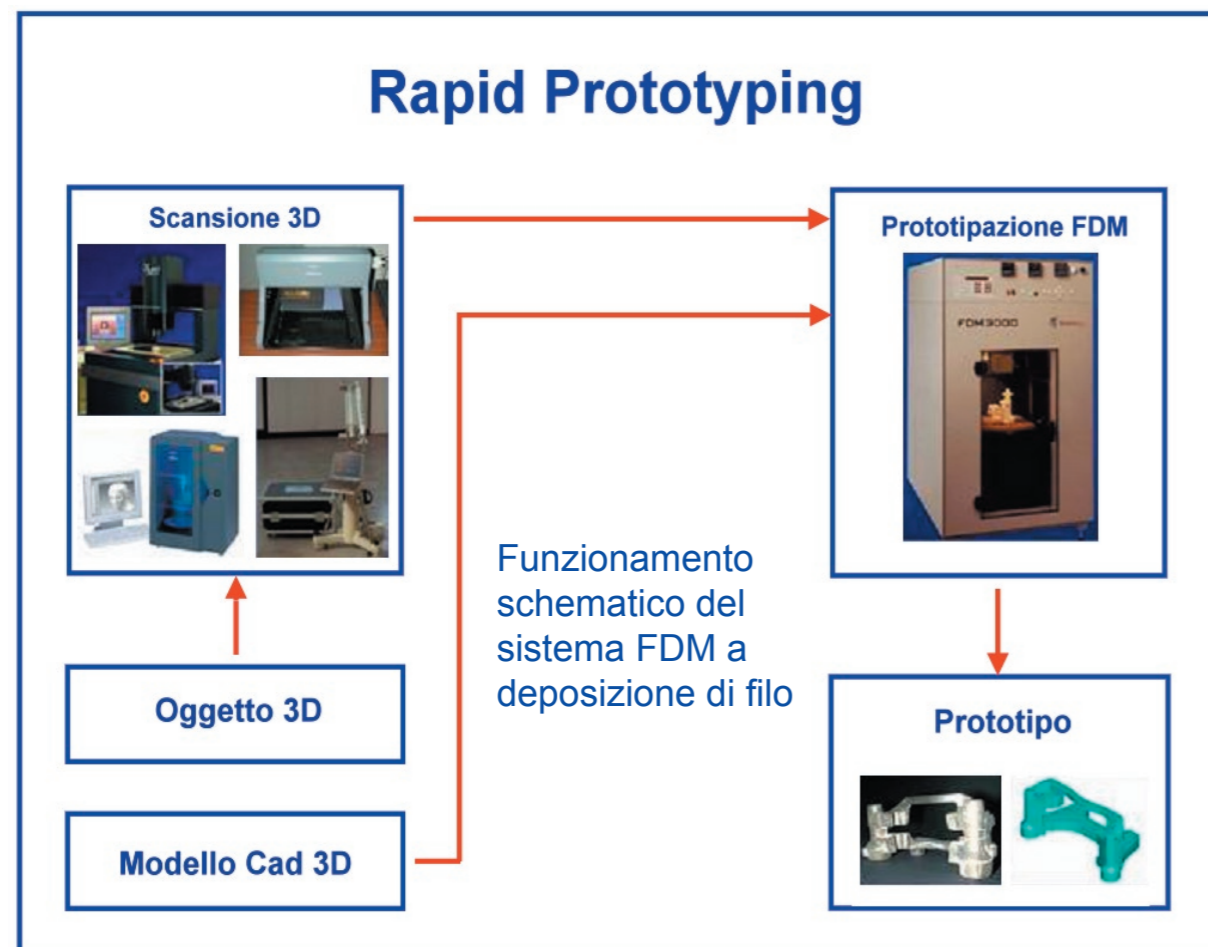 Rapid Prototyping
Scansione 3D
Prototipazione FDM
FDM3000
Funzionamento
schematico del
sistema FDM a
deposizione di filo
Oggetto 3D
Modello Cad 3D
Prototipo